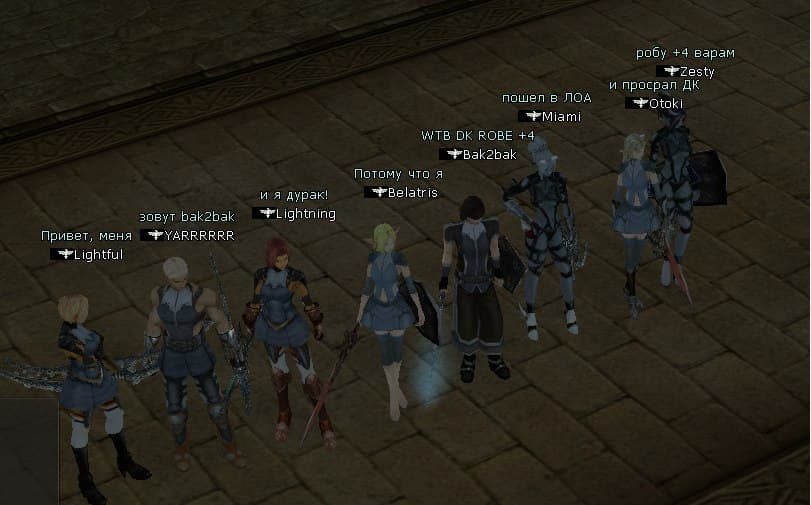 Привет, меня
Lightful
зовут bak2bak
YARRRRRR
и я дурак!
Lightning
Потому что я
Belatris
WTB DK ROBE +4
Bak2bak
пошел в ЛОА
Miami
и просрал ДК
Otoki
робу +4 варам
Zesty